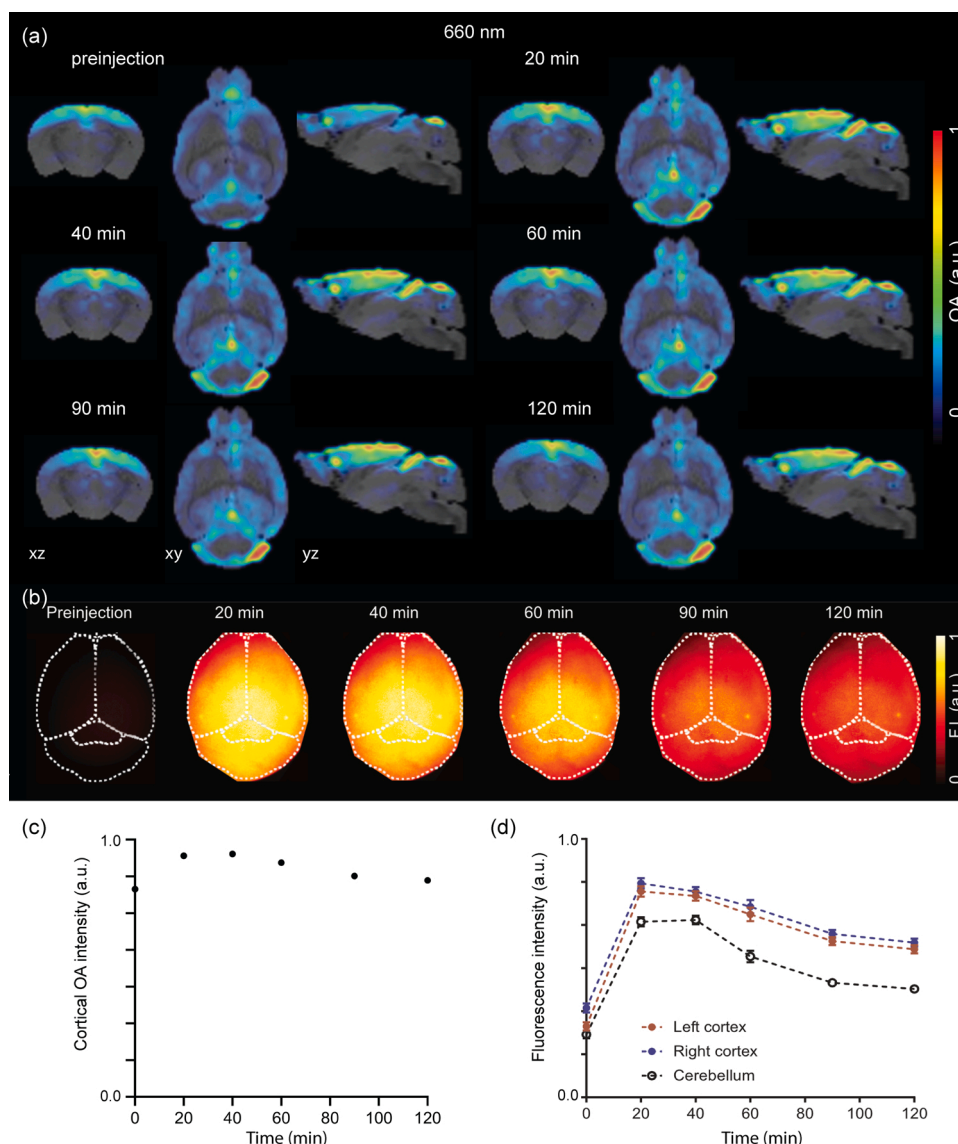 (a)
660 nm
preinjection
20 min
40 min
60 min
90 min
120 min
xz
xy
yz
0 OA (a.u.) 1
(b)
Preinjection
20 min
40 min
60 min
90 min
120 min
0 F.I. (a.u.) 1
(c)
1.0
Cortical OA intensity (a.u.)
0.0
0 20 40 60 80 100 120
Time (min)
(d)
1.0
Fluorescence intensity (a.u.)
Left cortex
Right cortex
Cerebellum
0.0
0 20 40 60 80 100 120
Time (min)